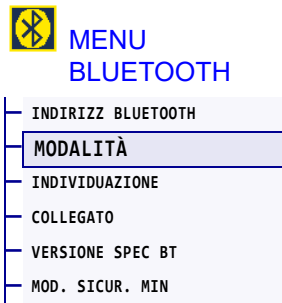 MENU
BLUETOOTH
INDIRIZZ BLUETOOTH
MODALITÀ
INDIVIDUAZIONE
COLLEGATO
VERSIONE SPEC BT
MOD. SICUR. MIN